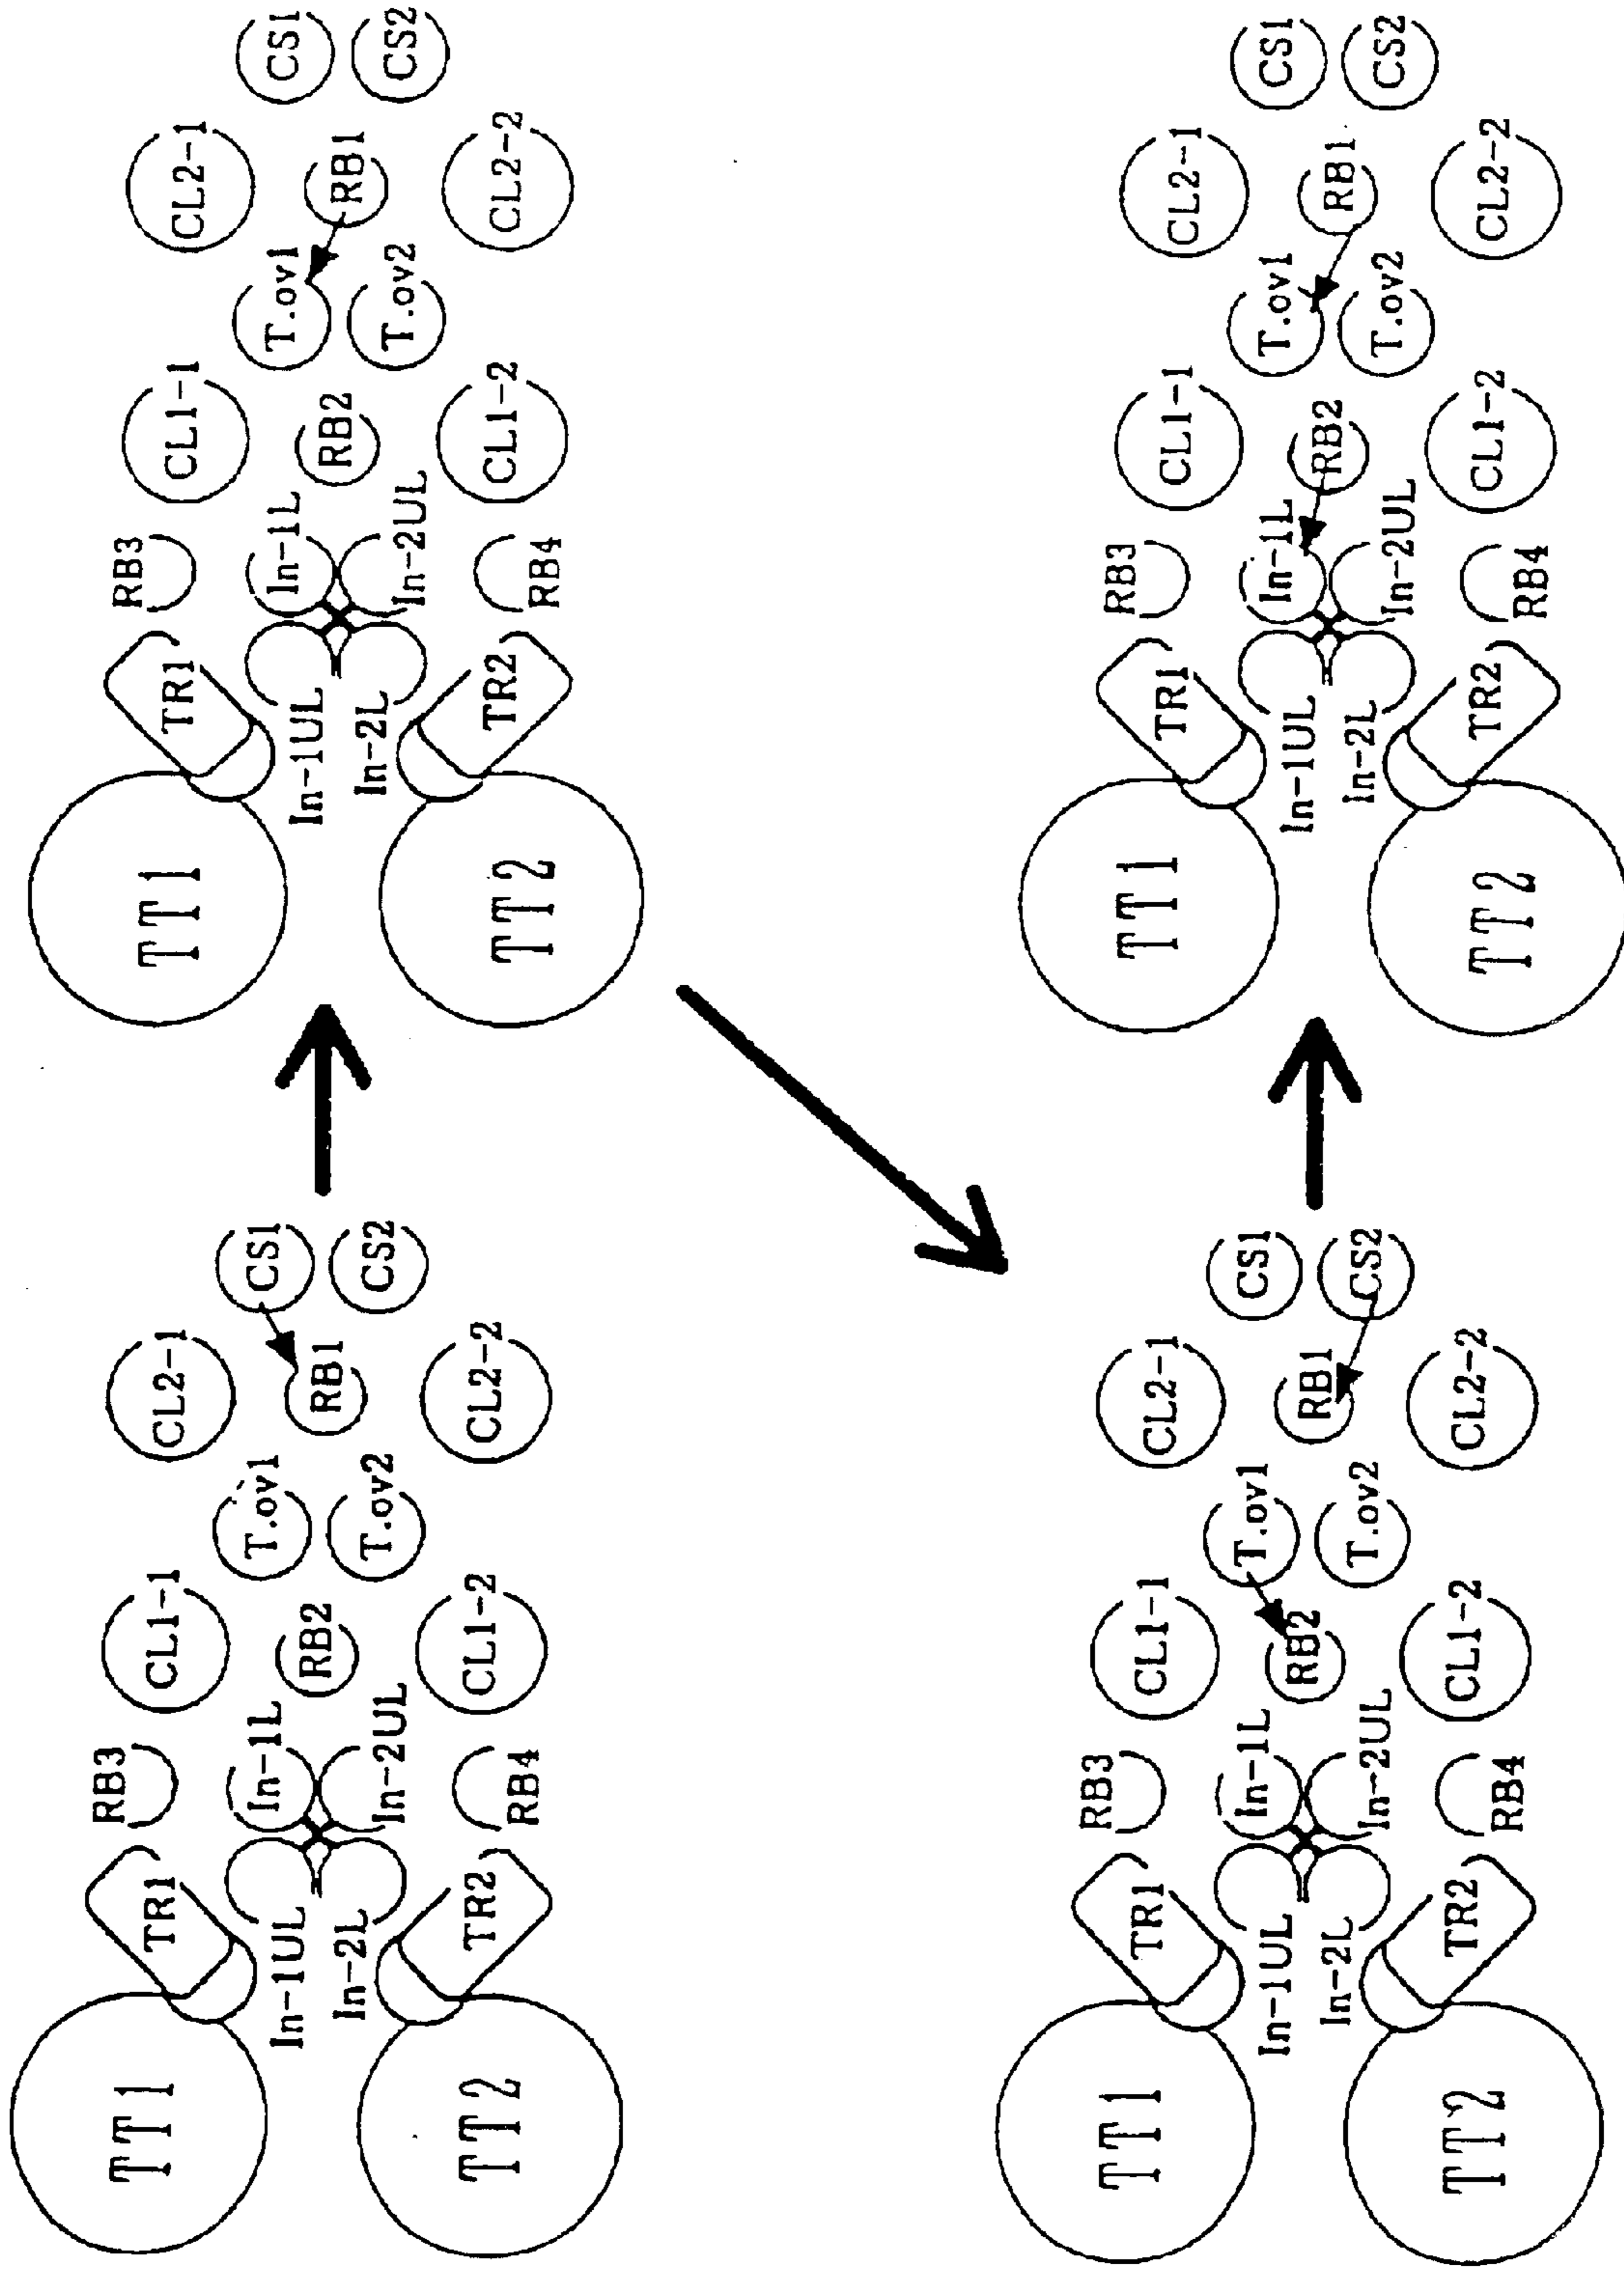 TT1
TT2
TR1
TR2
In-1UL
In-2L
RB3
RB4
In-1L
In-2UL
CL1-1
RB2
CL1-2
T.ov1
T.ov2
CL2-1
RB1
CL2-2
CS1
CS2
TT1
TT2
TR1
TR2
In-1UL
In-2L
RB3
RB4
In-1L
In-2UL
CL1-1
RB2
CL1-2
T.ov1
T.ov2
CL2-1
RB1
CL2-2
CS1
CS2
TT1
TT2
TR1
TR2
In-1UL
In-2L
RB3
RB4
In-1L
In-2UL
CL1-1
RB2
CL1-2
T.ov1
T.ov2
CL2-1
RB1
CL2-2
CS1
CS2
TT1
TT2
TR1
TR2
In-1UL
In-2L
RB3
RB4
In-1L
In-2UL
CL1-1
RB2
CL1-2
T.ov1
T.ov2
CL2-1
RB1
CL2-2
CS1
CS2